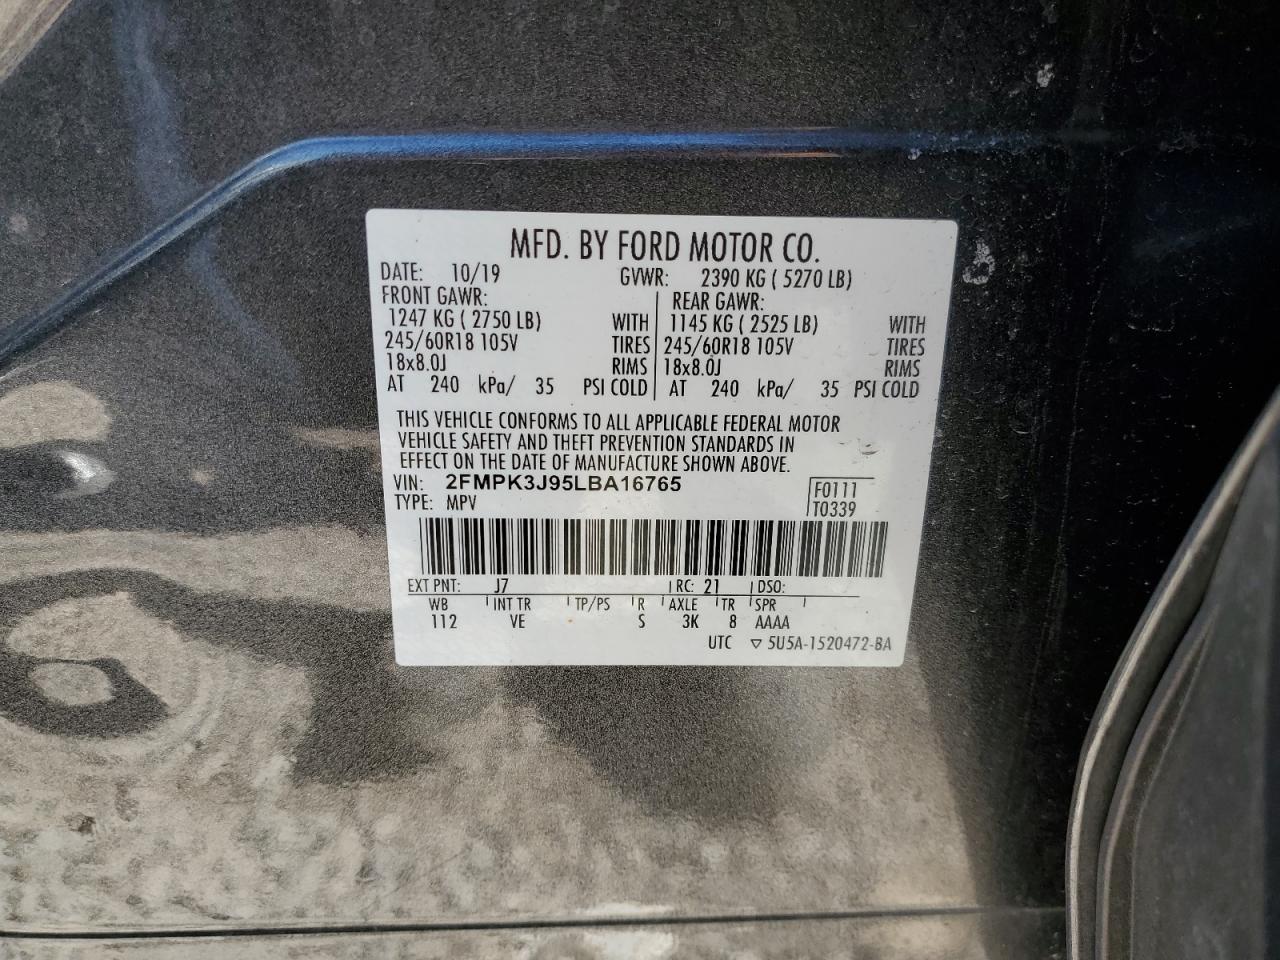 MFD. BY FORD MOTOR CO.
DATE: 10/19 GVWR: 2390 KG ( 5270 LB)
FRONT GAWR: REAR GAWR:
1247 KG ( 2750 LB) WITH 1145 KG ( 2525 LB) WITH
245/60R18 105V TIRES 245/60R18 105V TIRES
18x8.0J RIMS 18x8.0J RIMS
AT 240 kPa/ 35 PSI COLD AT 240 kPa/ 35 PSI COLD
THIS VEHICLE CONFORMS TO ALL APPLICABLE FEDERAL MOTOR
VEHICLE SAFETY AND THEFT PREVENTION STANDARDS IN
EFFECT ON THE DATE OF MANUFACTURE SHOWN ABOVE.
VIN: 2FMPK3J95LBA16765 F0111
TYPE: MPV T0339
EXT PNT: J7 RC: 21 DSO:
WB INT TR TP/PS R AXLE TR SPR
112 VE S 3K 8 AAAA
UTC ▽ 5U5A-1520472-BA